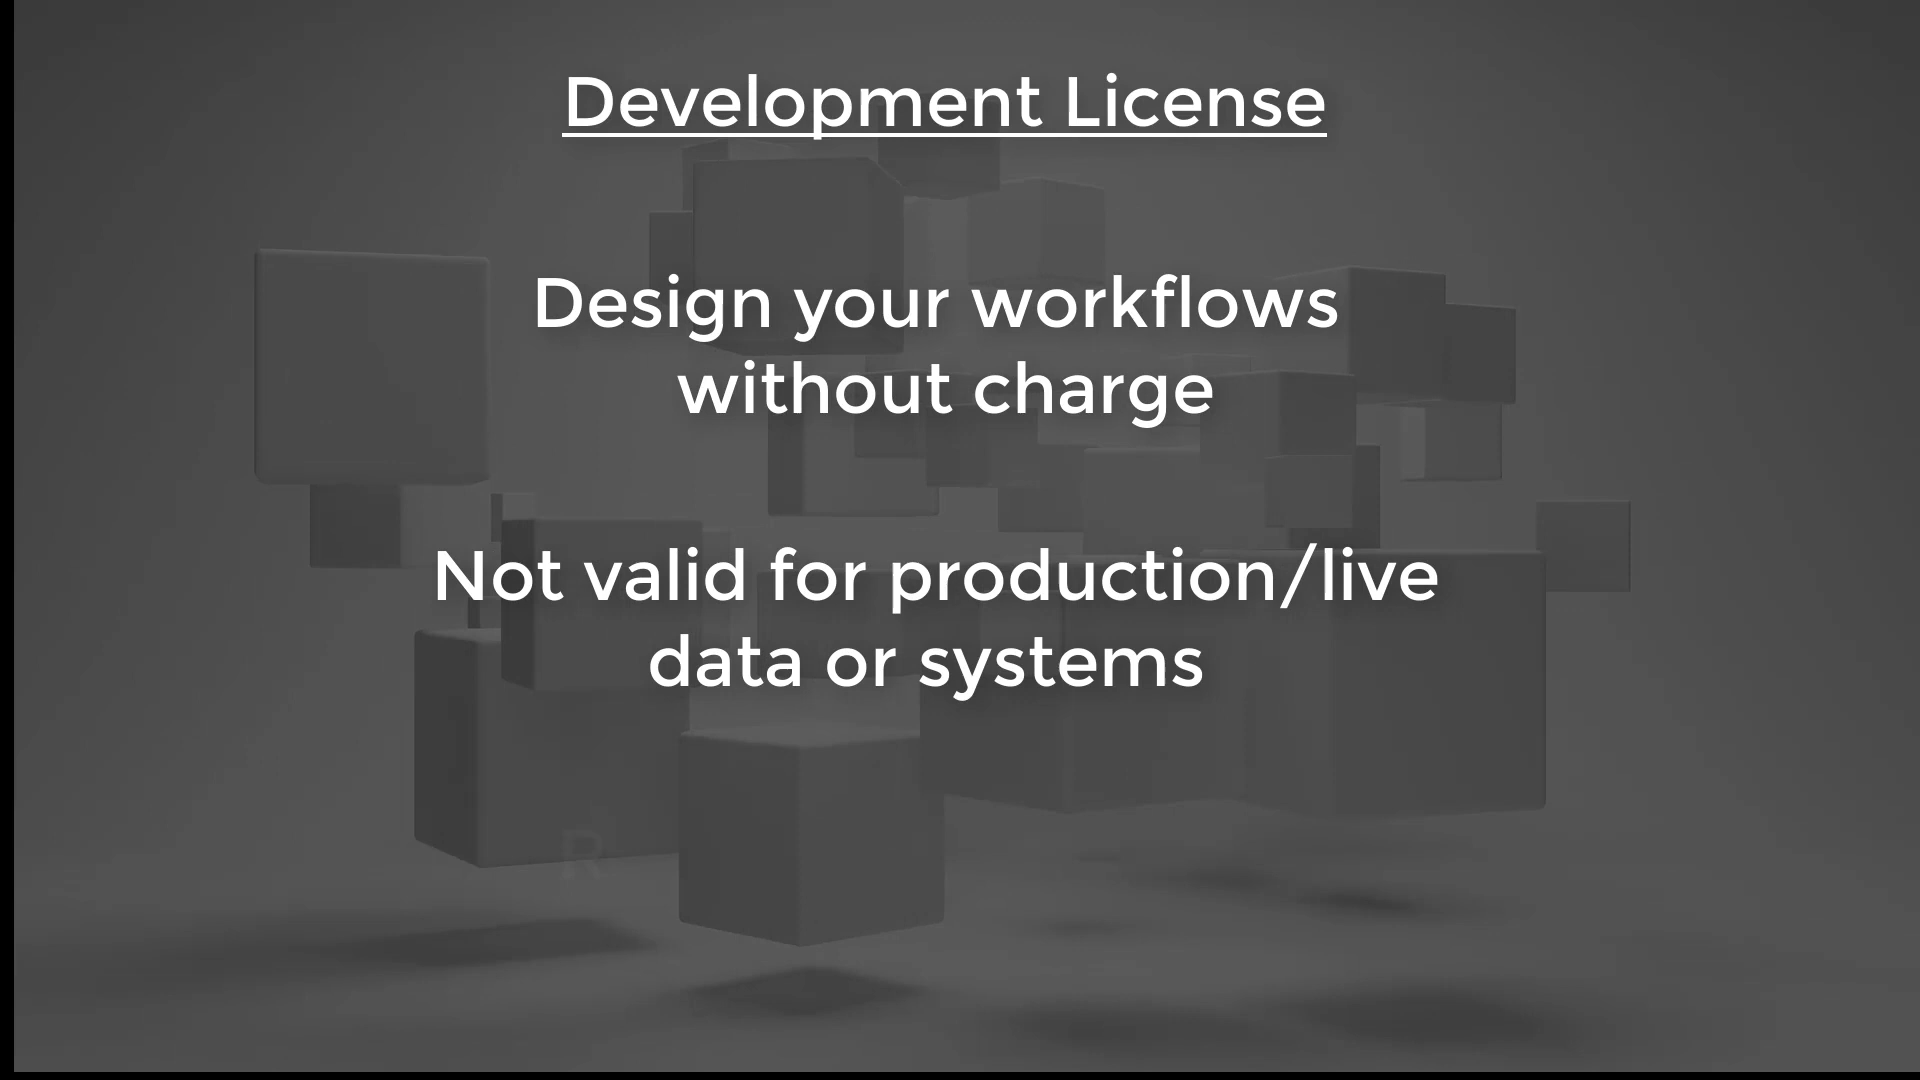 Development License
Design your workflows
without charge
Not valid for production/live
data or systems
R